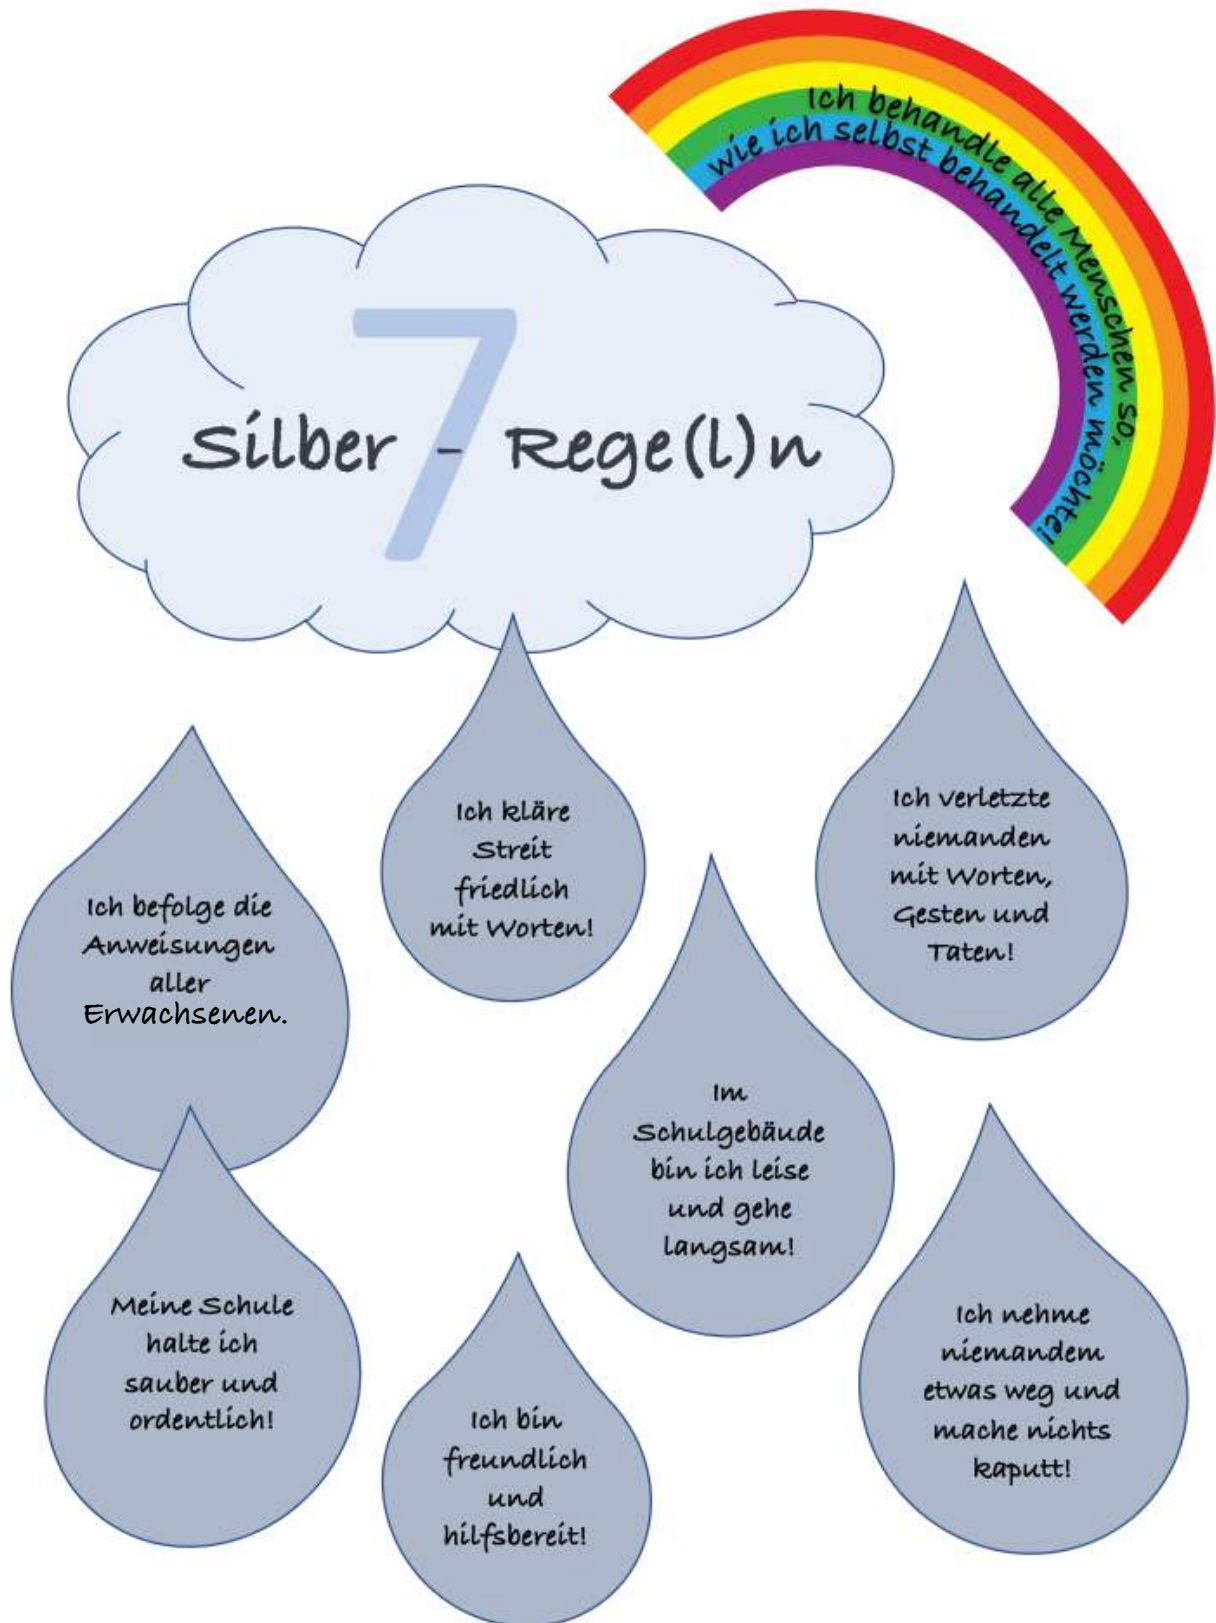 Ich behandle alle Menschen so,
wie ich selbst behandelt werden möchte!
7
Silber - Rege(l)n
Ich kläre
Streit
friedlich
mit Worten!
Ich verletzte
niemanden
mit Worten,
Gesten und
Taten!
Ich befolge die
Anweisungen
aller
Erwachsenen.
Im
Schulgebäude
bin ich leise
und gehe
langsam!
Meine Schule
halte ich
sauber und
ordentlich!
Ich bin
freundlich
und
hilfsbereit!
Ich nehme
niemandem
etwas weg und
mache nichts
kaputt!